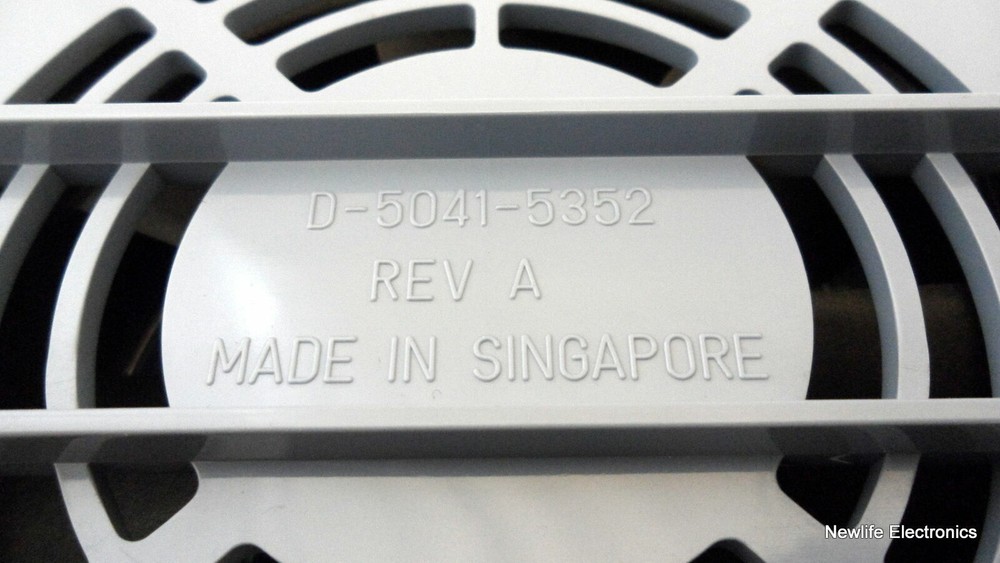 D-5041-5352
REV A
MADE IN SINGAPORE
Newlife Electronics